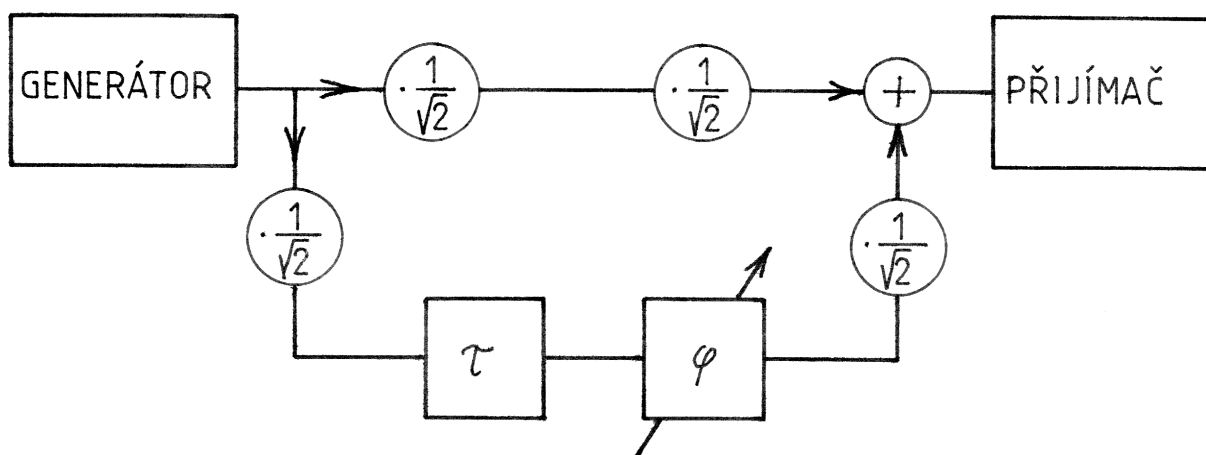 GENERÁTOR
· 1/√2
· 1/√2
+
PŘIJÍMAČ
· 1/√2
· 1/√2
τ
φ